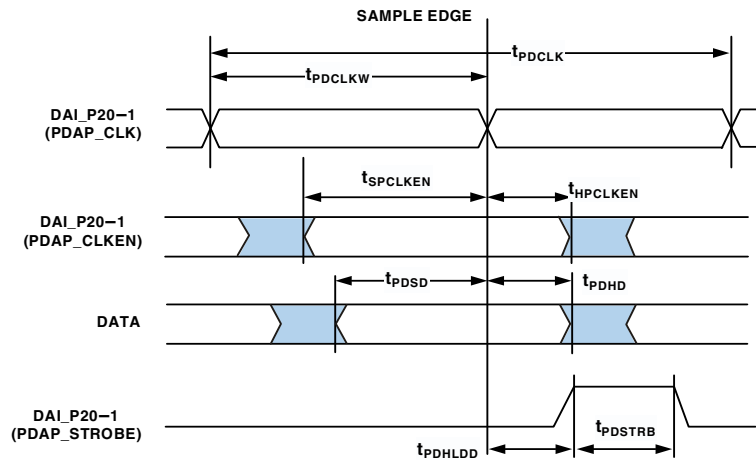 SAMPLE EDGE
tPDCLK
tPDCLKW
DAI_P20–1
(PDAP_CLK)
tSPCLKEN
tHPCLKEN
DAI_P20–1
(PDAP_CLKEN)
tPDSD
tPDHD
DATA
DAI_P20–1
(PDAP_STROBE)
tPDSTRB
tPDHLDD